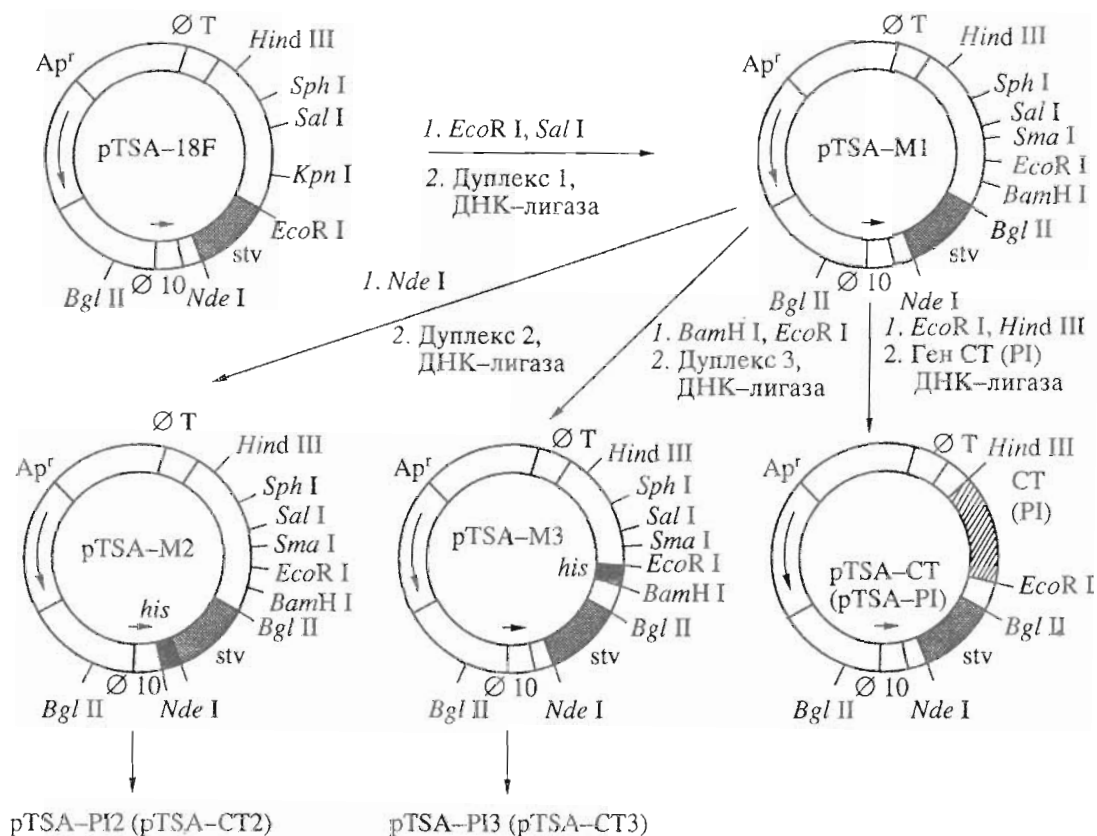 Ø T
Hind III
Apʳ
Sph I
Sal I
pTSA–18F
Kpn I
EcoR I
stv
Nde I
Ø 10
Bgl II
1. EcoR I, Sal I
2. Дуплекс 1,
ДНК–лигаза
Ø T
Hind III
Apʳ
Sph I
Sal I
Sma I
pTSA–M1
EcoR I
BamH I
Bgl II
stv
Nde I
Ø 10
Bgl II
1. Nde I
2. Дуплекс 2,
ДНК–лигаза
1. BamH I, EcoR I
2. Дуплекс 3,
ДНК–лигаза
1. EcoR I, Hind III
2. Ген CT (PI)
ДНК–лигаза
Ø T
Hind III
Apʳ
Sph I
Sal I
Sma I
pTSA–M2
EcoR I
BamH I
his
Bgl II
stv
Ø 10
Bgl II
Nde I
Ø T
Hind III
Apʳ
Sph I
Sal I
pTSA–M3
Sma I
EcoR I
his
BamH I
Bgl II
stv
Ø 10
Bgl II
Nde I
Ø T
Hind III
Apʳ
CT
(PI)
pTSA–CT
(pTSA–PI)
EcoR I
Bgl II
stv
Ø 10
Bgl II
Nde I
pTSA–PI2 (pTSA–CT2)
pTSA–PI3 (pTSA–CT3)